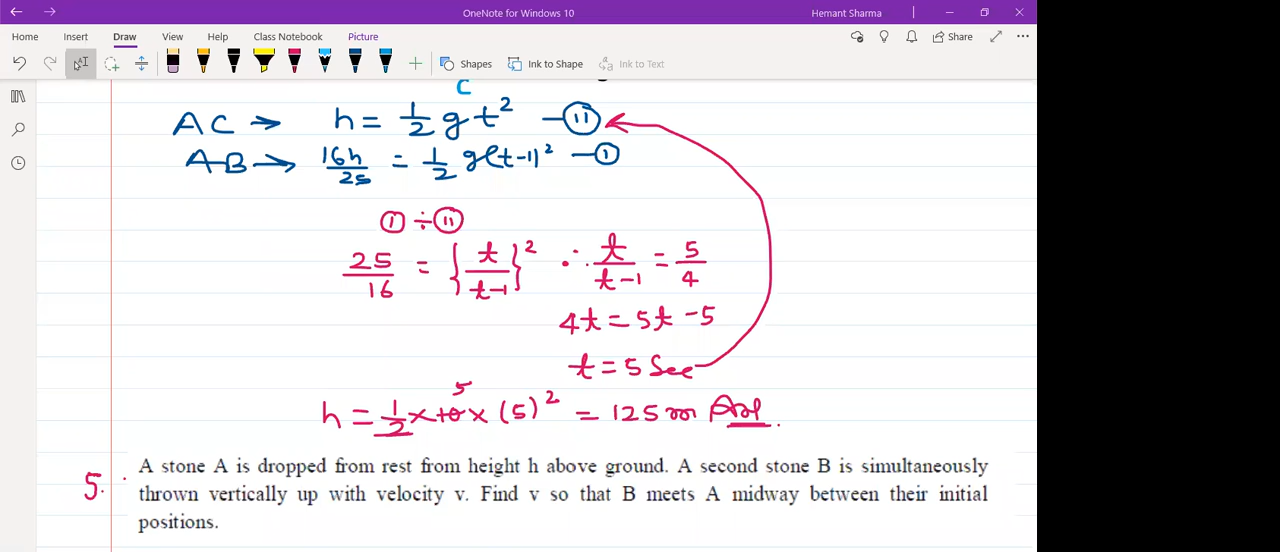 OneNote for Windows 10
Hemant Sharma
Home Insert Draw View Help Class Notebook Picture Share
Shapes Ink to Shape Ink to Text
C
AC → h = 1/2 g t² — (11)
AB → 16h/25 = 1/2 g(t-1)² — (1)
(1) ÷ (11)
25/16 = {t/t-1}² ∴ t/t-1 = 5/4
4t = 5t - 5
t = 5 Sec
h = 1/2 × 10 5 × (5)² = 125 m Ans.
5. A stone A is dropped from rest from height h above ground. A second stone B is simultaneously
thrown vertically up with velocity v. Find v so that B meets A midway between their initial
positions.